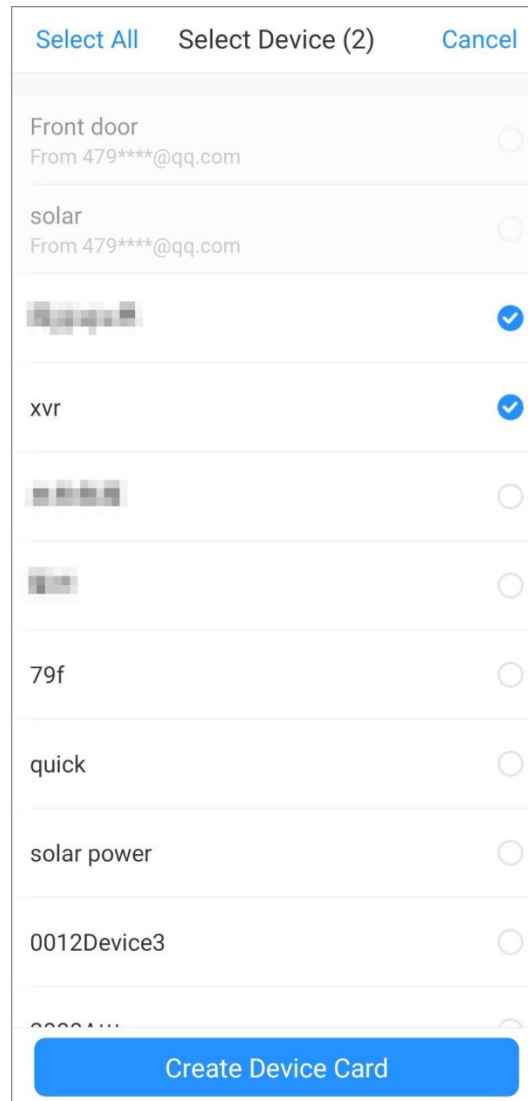 Select All Select Device (2) Cancel
Front door
From 479****@qq.com
solar
From 479****@qq.com
xvr
79f
quick
solar power
0012Device3
Create Device Card